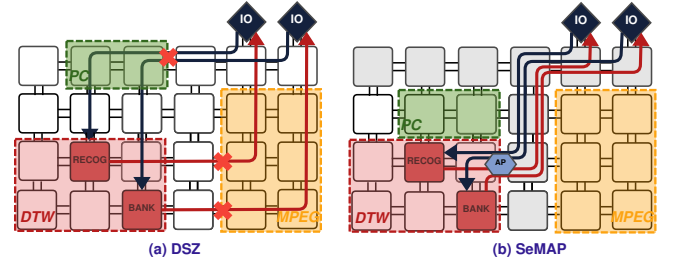 IO IO IO IO
PC
PC
RECOG RECOG AP
DTW BANK MPEG DTW BANK MPEG
(a) DSZ (b) SeMAP